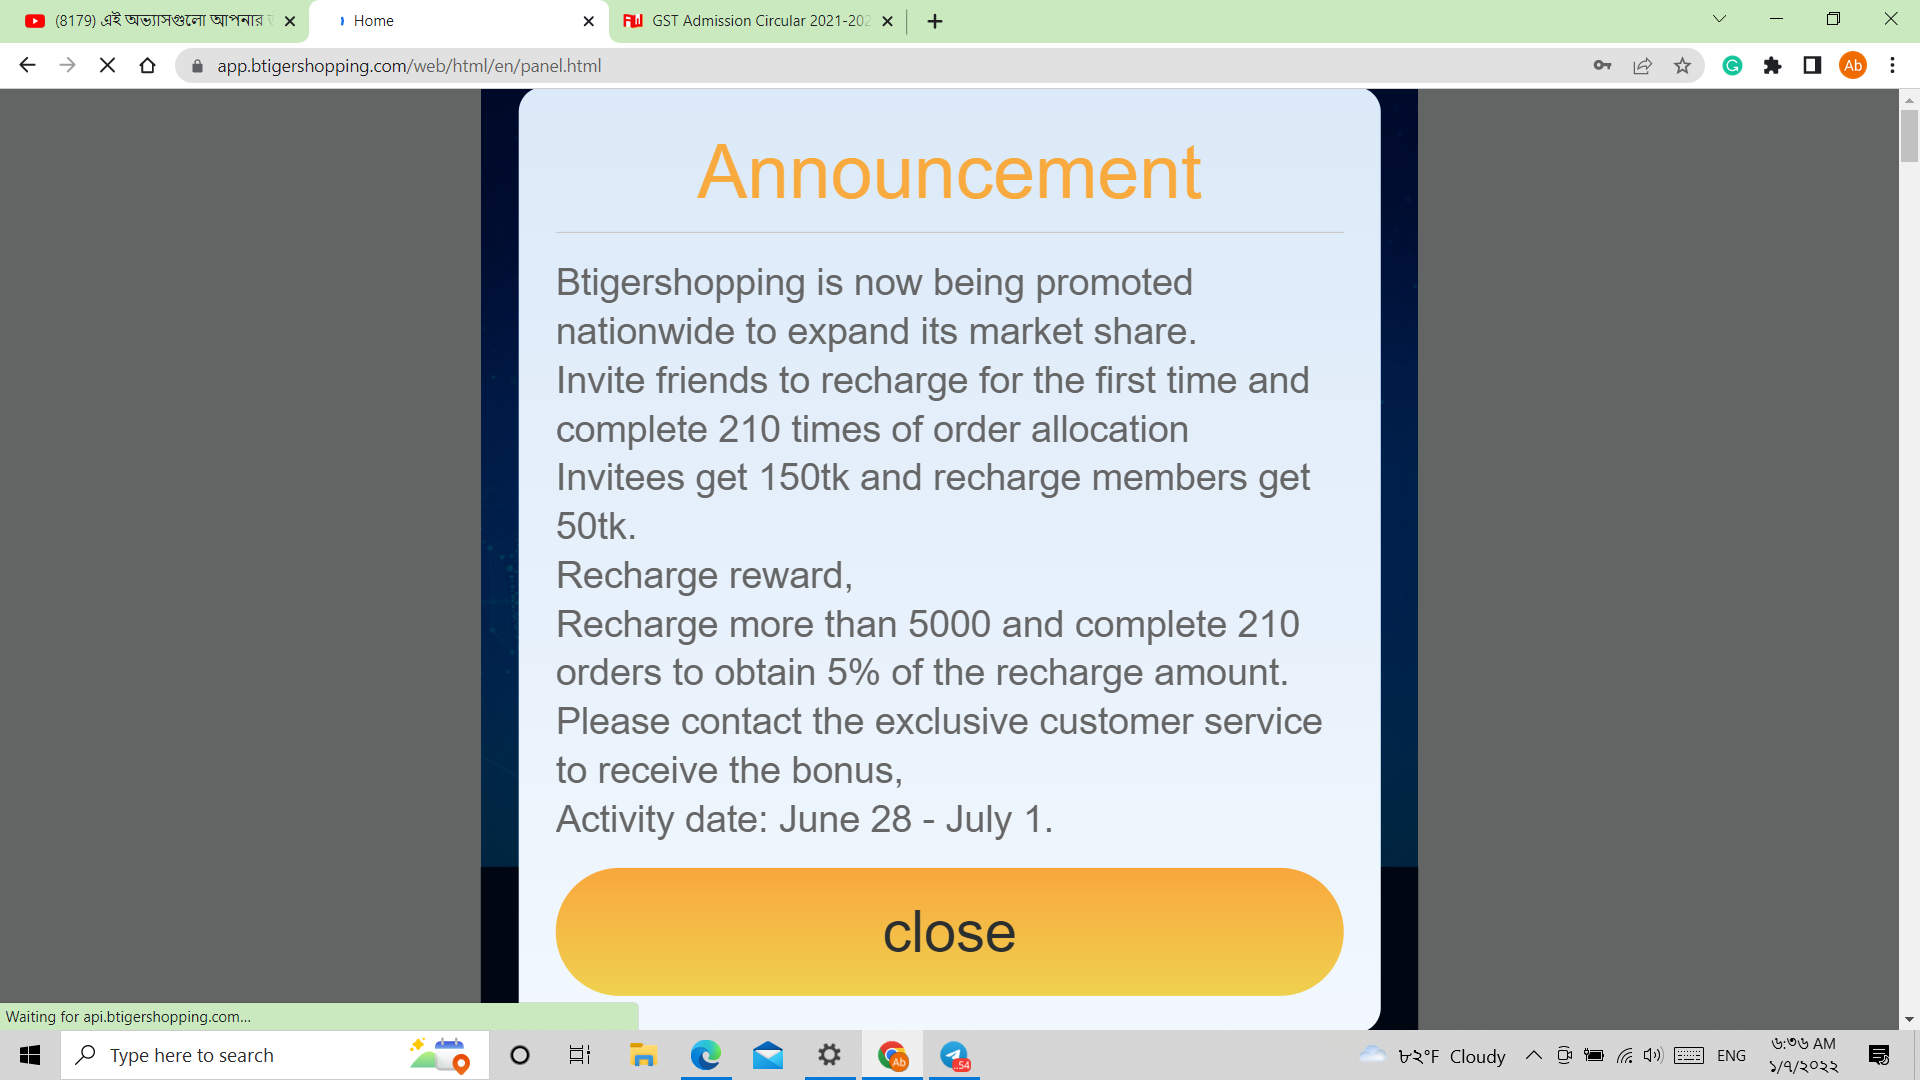 (8179) এই অভ্যাসগুলো আপনার
Home
GST Admission Circular 2021-202
app.btigershopping.com/web/html/en/panel.html
Ab
Announcement
Btigershopping is now being promoted
nationwide to expand its market share.
Invite friends to recharge for the first time and
complete 210 times of order allocation
Invitees get 150tk and recharge members get
50tk.
Recharge reward,
Recharge more than 5000 and complete 210
orders to obtain 5% of the recharge amount.
Please contact the exclusive customer service
to receive the bonus,
Activity date: June 28 - July 1.
close
Waiting for api.btigershopping.com...
Type here to search
Ab
..54
৮২°F Cloudy
ENG
৬:৩৬ AM
১/৭/২০২২